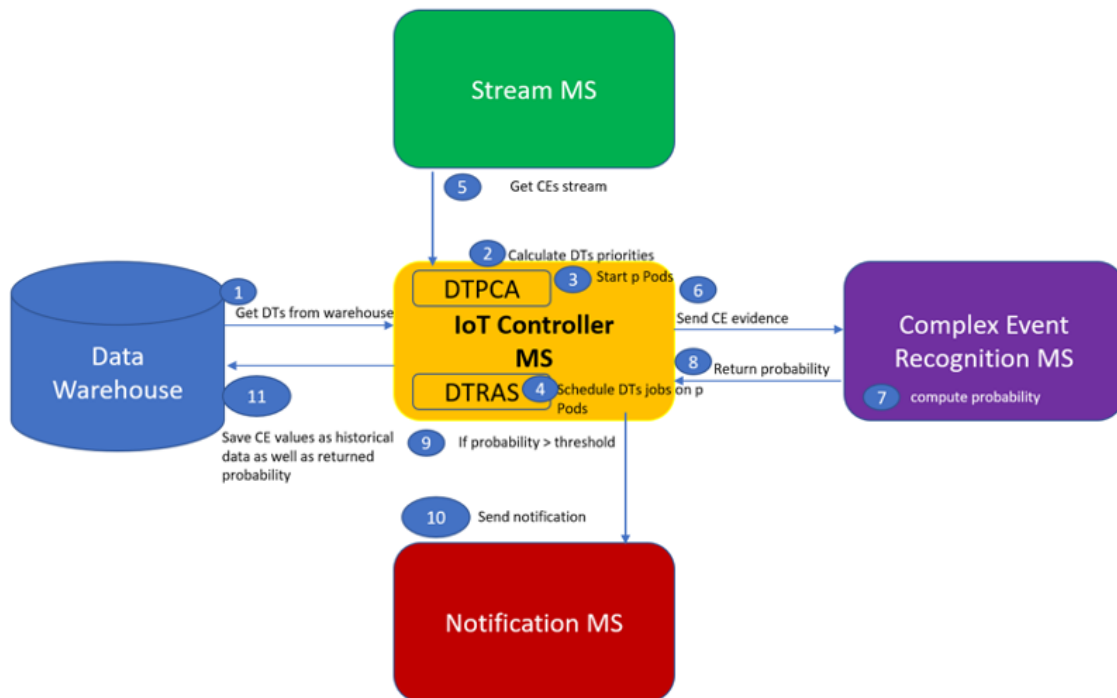 Stream MS
5
Get CEs stream
2
Calculate DTs priorities
DTPCA
3
Start p Pods
1
Get DTs from warehouse
IoT Controller
MS
6
Send CE evidence
Data
Warehouse
Complex Event
Recognition MS
8
Return probability
7
compute probability
DTRAS
4
Schedule DTs jobs on p
Pods
11
Save CE values as historical
data as well as returned
probability
9
If probability > threshold
10
Send notification
Notification MS